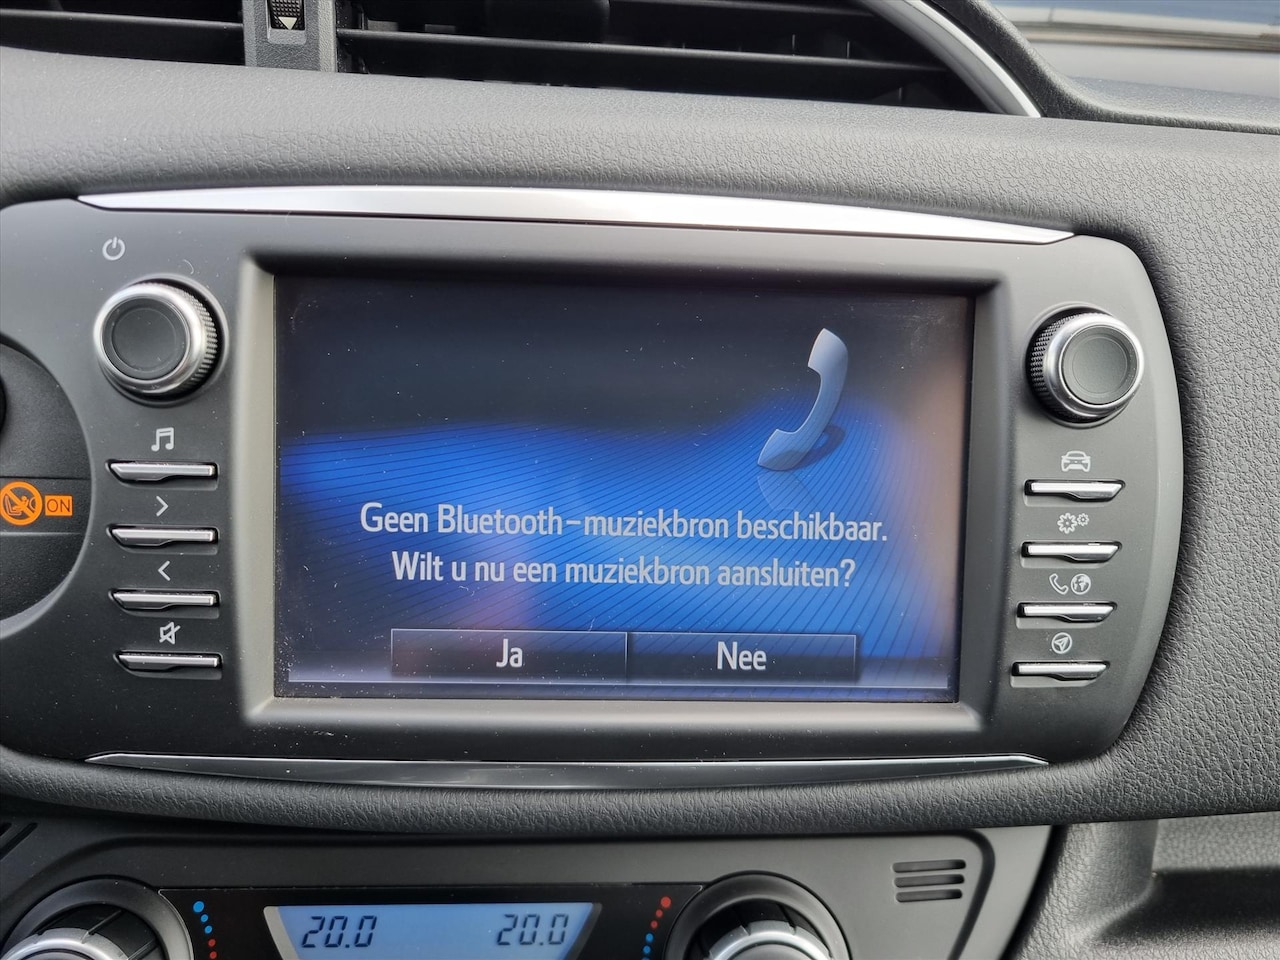 ON
Geen Bluetooth-muziekbron beschikbaar.
Wilt u nu een muziekbron aansluiten?
Ja Nee
20.0 20.0